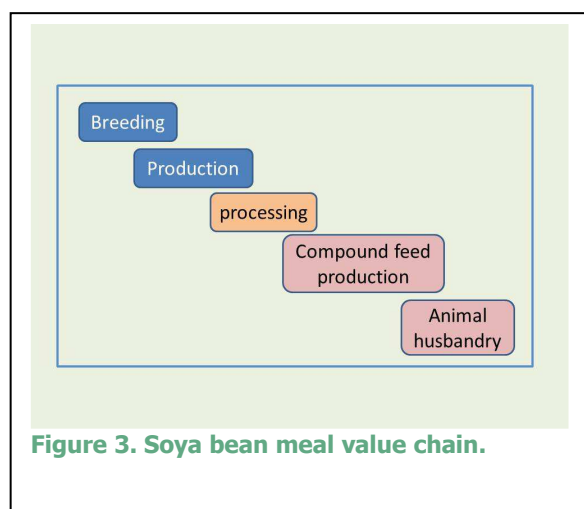 Breeding
Production
processing
Compound feed
production
Animal
husbandry
Figure 3. Soya bean meal value chain.